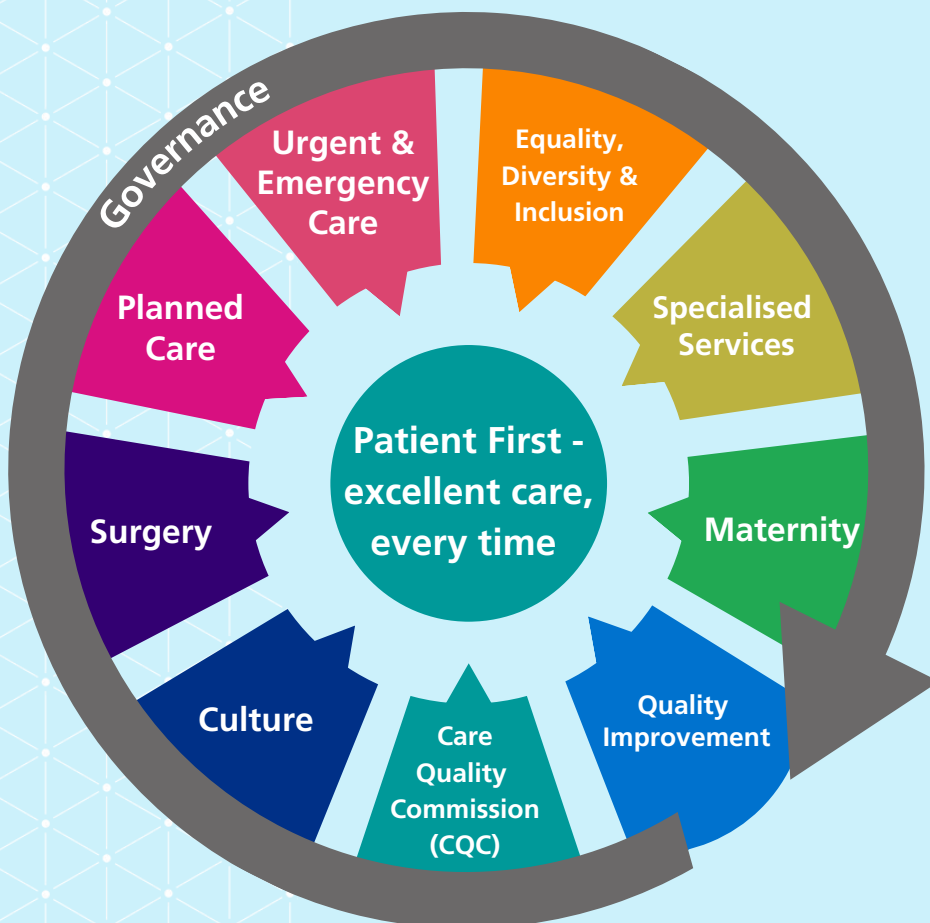 Governance
Urgent &
Emergency
Care
Equality,
Diversity &
Inclusion
Specialised
Services
Maternity
Quality
Improvement
Care
Quality
Commission
(CQC)
Culture
Surgery
Planned
Care
Patient First -
excellent care,
every time